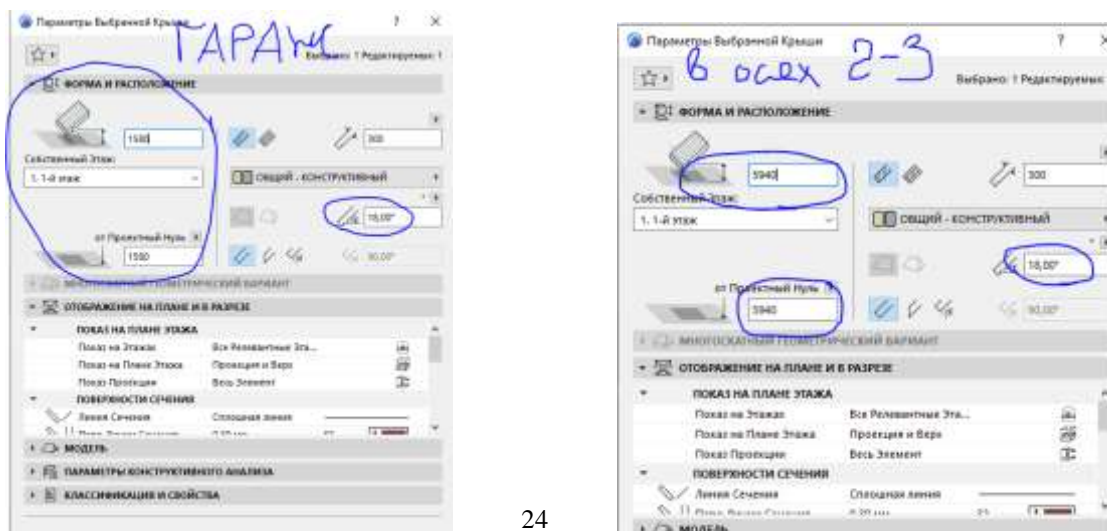 Параметры Выбранной Крыши ? ×
ГАРАЖ
Выбрано: 1 Редактируемых: 1
ФОРМА И РАСПОЛОЖЕНИЕ
1500
300
Собственный Этаж:
1. 1-й этаж
ОБЩИЙ - КОНСТРУКТИВНЫЙ
18,00°
от Проектный Нуль
1500
90,00°
МНОГОСКАТНЫЙ ГЕОМЕТРИЧЕСКИЙ ВАРИАНТ
ОТОБРАЖЕНИЕ НА ПЛАНЕ И В РАЗРЕЗЕ
ПОКАЗ НА ПЛАНЕ ЭТАЖА
Показ на Этажах Все Релевантные Эта...
Показ на Плане Этажа Проекция и Верх
Показ Проекции Весь Элемент
ПОВЕРХНОСТИ СЕЧЕНИЯ
Линия Сечения Сплошная линия
МОДЕЛЬ
ПАРАМЕТРЫ КОНСТРУКТИВНОГО АНАЛИЗА
КЛАССИФИКАЦИЯ И СВОЙСТВА
24
Параметры Выбранной Крыши ?
В осях 2-3
Выбрано: 1 Редактируемых:
ФОРМА И РАСПОЛОЖЕНИЕ
5940
300
Собственный Этаж:
1. 1-й этаж
ОБЩИЙ - КОНСТРУКТИВНЫЙ
18,00°
от Проектный Нуль
5940
90,00°
МНОГОСКАТНЫЙ ГЕОМЕТРИЧЕСКИЙ ВАРИАНТ
ОТОБРАЖЕНИЕ НА ПЛАНЕ И В РАЗРЕЗЕ
ПОКАЗ НА ПЛАНЕ ЭТАЖА
Показ на Этажах Все Релевантные Эта...
Показ на Плане Этажа Проекция и Верх
Показ Проекции Весь Элемент
ПОВЕРХНОСТИ СЕЧЕНИЯ
Линия Сечения Сплошная линия
МОДЕЛЬ